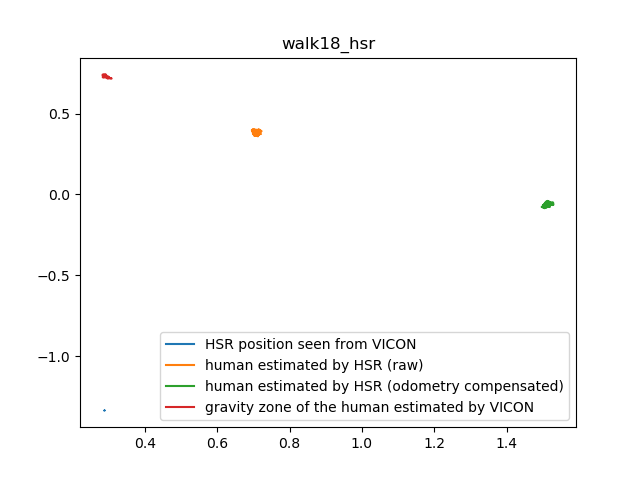 walk18_hsr
0.5
0.0
−0.5
−1.0
HSR position seen from VICON
human estimated by HSR (raw)
human estimated by HSR (odometry compensated)
gravity zone of the human estimated by VICON
0.4 0.6 0.8 1.0 1.2 1.4